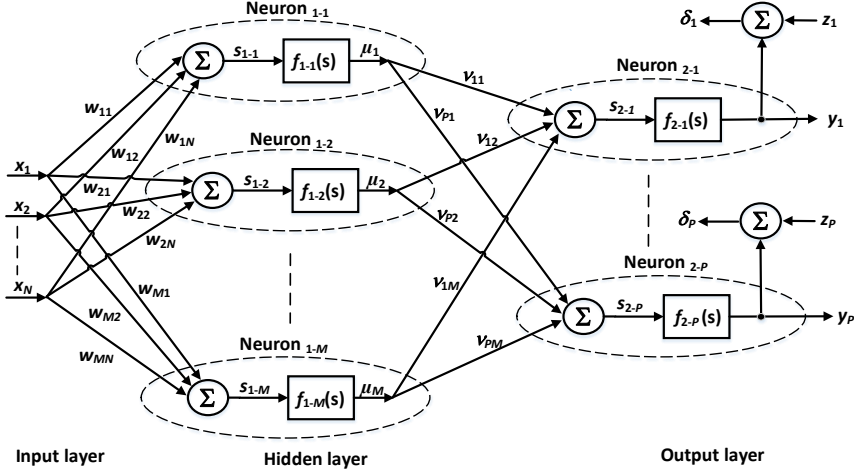 Neuron 1-1
s1-1
f1-1(s)
μ1
Σ
w11
w12
w1N
Neuron 1-2
s1-2
f1-2(s)
μ2
Σ
w21
w22
w2N
x1
x2
xN
wM1
wM2
wMN
Neuron 1-M
s1-M
f1-M(s)
μM
Σ
ν11
νP1
ν12
νP2
ν1M
νPM
δ1
Σ
z1
Neuron 2-1
Σ
s2-1
f2-1(s)
y1
δP
Σ
zP
Neuron 2-P
Σ
s2-P
f2-P(s)
yP
Input layer
Hidden layer
Output layer